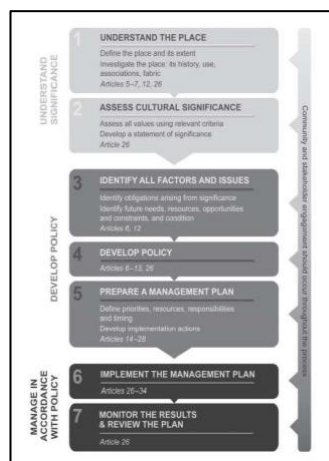 UNDERSTAND SIGNIFICANCE
1
UNDERSTAND THE PLACE
Define the place and its extent
Investigate the place: its history, use,
associations, fabric
Articles 5–7, 12, 26
2
ASSESS CULTURAL SIGNIFICANCE
Assess all values using relevant criteria
Develop a statement of significance
Article 26
DEVELOP POLICY
3
IDENTIFY ALL FACTORS AND ISSUES
Identify obligations arising from significance
Identify future needs, resources, opportunities
and constraints, and condition
Articles 6, 12
4
DEVELOP POLICY
Articles 6–13, 26
5
PREPARE A MANAGEMENT PLAN
Define priorities, resources, responsibilities
and timing
Develop implementation actions
Articles 14–28
MANAGE IN ACCORDANCE WITH POLICY
6
IMPLEMENT THE MANAGEMENT PLAN
Articles 26–34
7
MONITOR THE RESULTS
& REVIEW THE PLAN
Article 26
Community and stakeholder engagement should occur throughout the process